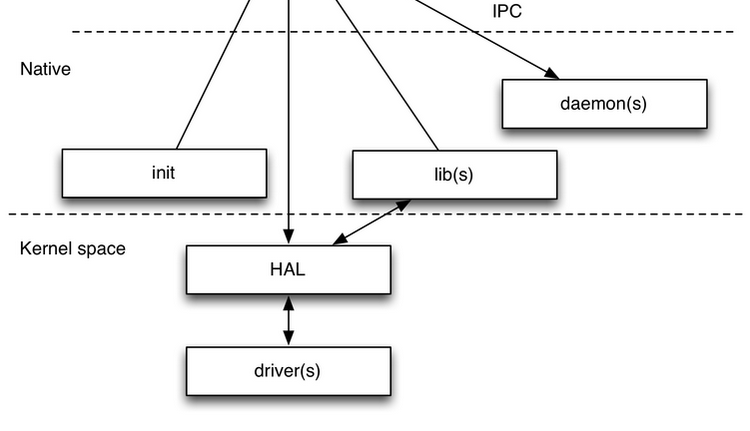 IPC
Native
daemon(s)
init
lib(s)
Kernel space
HAL
driver(s)